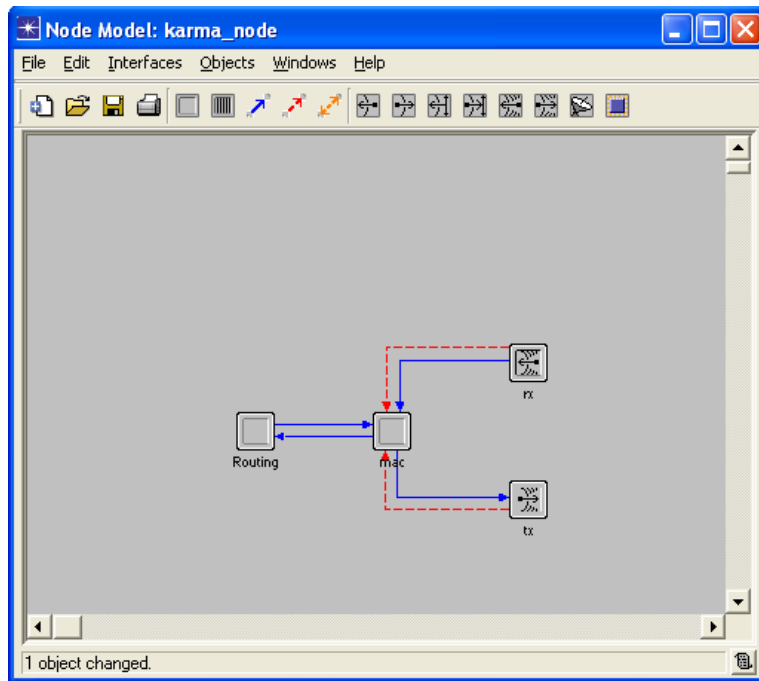 Node Model: karma_node
File Edit Interfaces Objects Windows Help
rx
Routing
mac
tx
1 object changed.